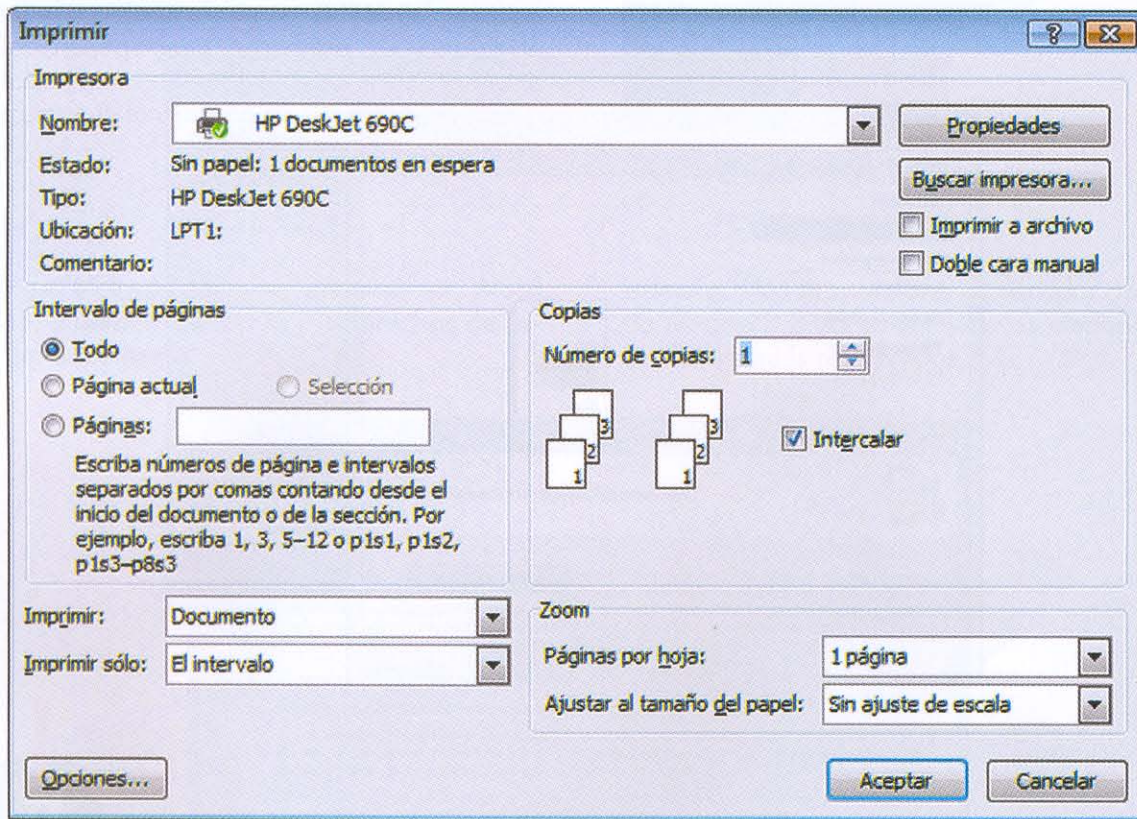 Imprimir
Impresora
Nombre: HP DeskJet 690C
Propiedades
Estado: Sin papel: 1 documentos en espera
Buscar impresora...
Tipo: HP DeskJet 690C
Ubicación: LPT1:
Imprimir a archivo
Comentario:
Doble cara manual
Intervalo de páginas
Todo
Página actual Selección
Páginas:
Escriba números de página e intervalos
separados por comas contando desde el
inicio del documento o de la sección. Por
ejemplo, escriba 1, 3, 5–12 o p1s1, p1s2,
p1s3–p8s3
Copias
Número de copias: 1
3 3
2 2
1 1
Intercalar
Imprimir: Documento
Imprimir sólo: El intervalo
Zoom
Páginas por hoja: 1 página
Ajustar al tamaño del papel: Sin ajuste de escala
Opciones...
Aceptar Cancelar